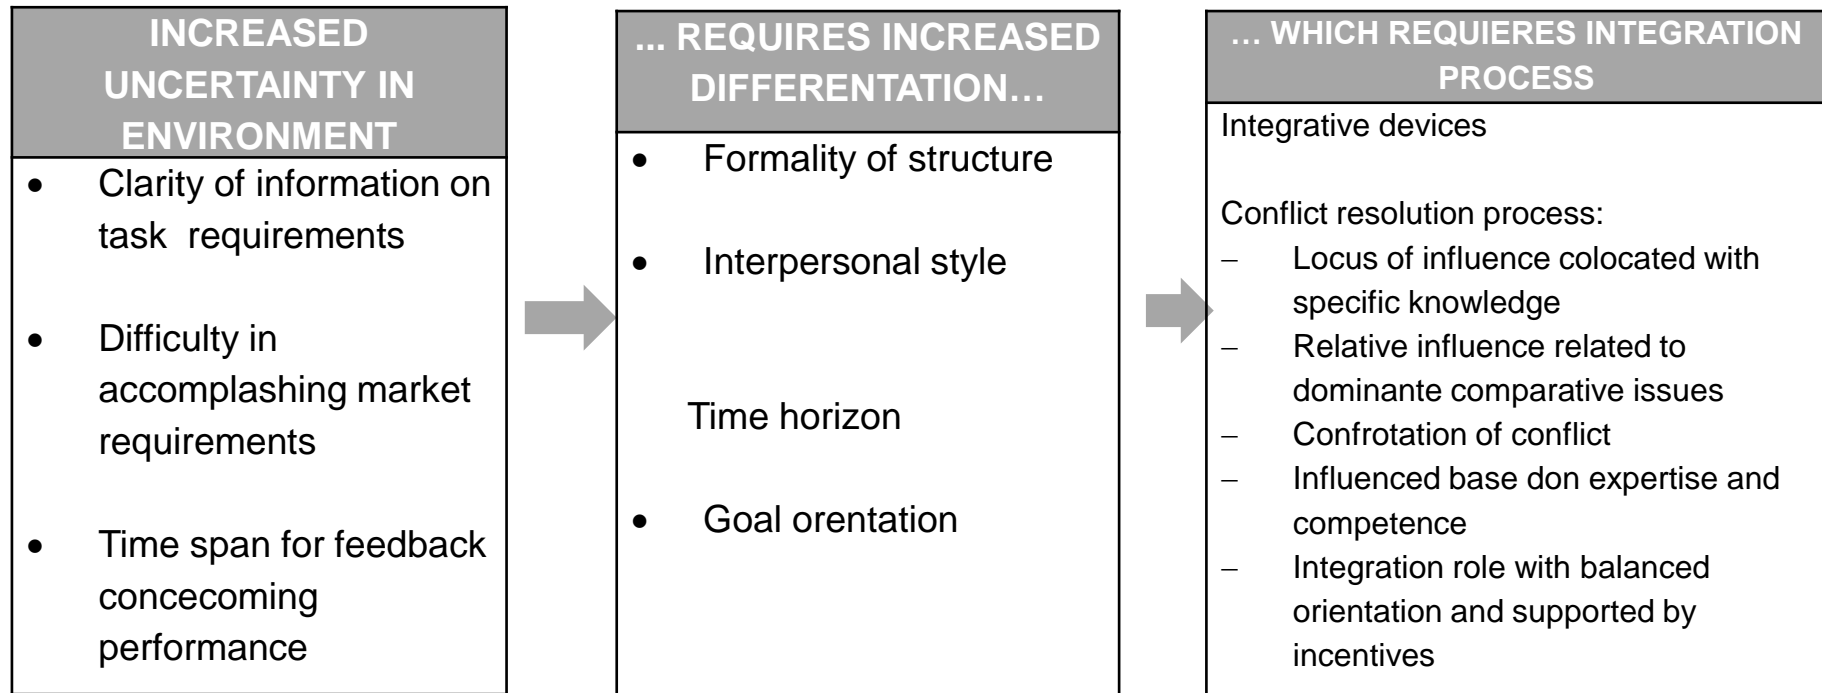 INCREASED
UNCERTAINTY IN
ENVIRONMENT
• Clarity of information on
task requirements
• Difficulty in
accomplashing market
requirements
• Time span for feedback
concecoming
performance
... REQUIRES INCREASED
DIFFERENTATION…
• Formality of structure
• Interpersonal style
Time horizon
• Goal orentation
… WHICH REQUIERES INTEGRATION
PROCESS
Integrative devices
Conflict resolution process:
– Locus of influence colocated with
specific knowledge
– Relative influence related to
dominante comparative issues
– Confrotation of conflict
– Influenced base don expertise and
competence
– Integration role with balanced
orientation and supported by
incentives